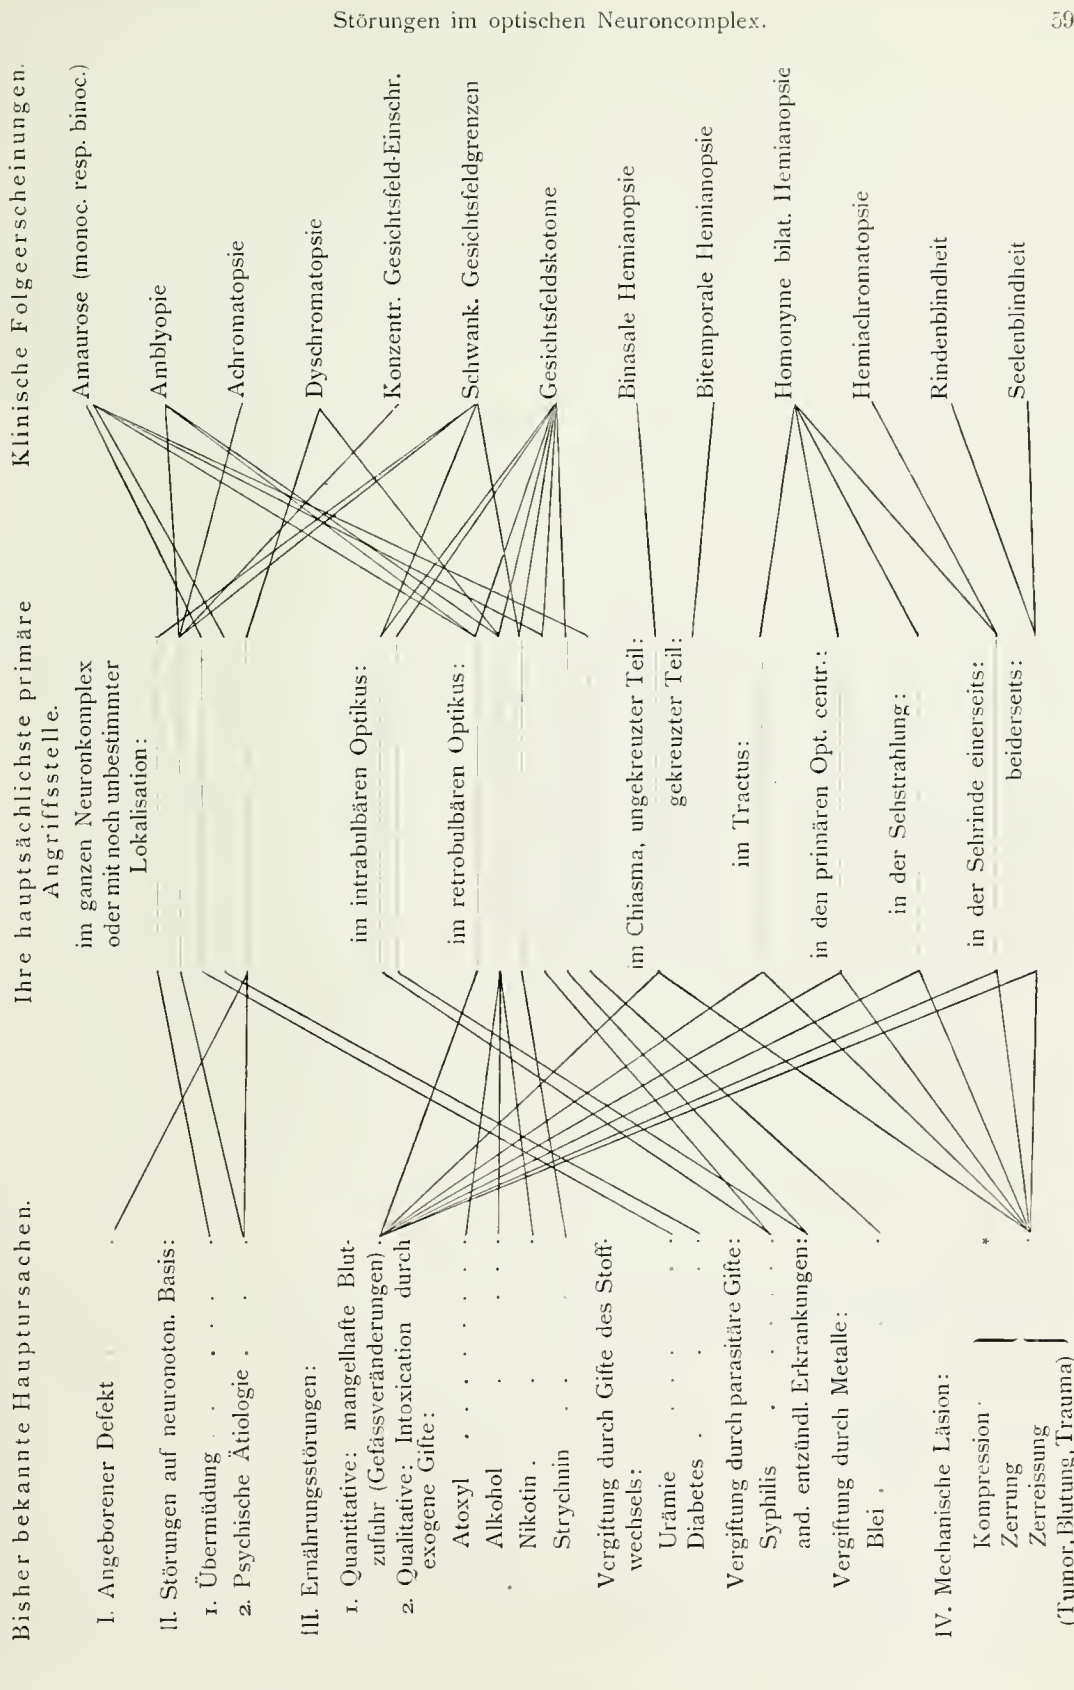 Störungen im optischen Neuroncomplex.
59
Bisher bekannte Hauptursachen.
I. Angeborener Defekt
II. Störungen auf neuronoton. Basis:
1. Übermüdung
2. Psychische Ätiologie
III. Ernährungsstörungen:
1. Quantitative: mangelhafte Blut-
zufuhr (Gefässveränderungen)
2. Qualitative: Intoxication durch
exogene Gifte:
Atoxyl
Alkohol
Nikotin
Strychnin
Vergiftung durch Gifte des Stoff-
wechsels:
Urämie
Diabetes
Vergiftung durch parasitäre Gifte:
Syphilis
and. entzündl. Erkrankungen:
Vergiftung durch Metalle:
Blei
IV. Mechanische Läsion:
Kompression
Zerrung
Zerreissung
(Tumor, Blutung, Trauma)
*
Ihre hauptsächlichste primäre
Angriffsstelle.
im ganzen Neuronkomplex
oder mit noch unbestimmter
Lokalisation:
im intrabulbären Optikus:
im retrobulbären Optikus:
im Chiasma, ungekreuzter Teil:
gekreuzter Teil:
im Tractus:
in den primären Opt. centr.:
in der Sehstrahlung:
in der Sehrinde einerseits:
beiderseits:
Klinische Folgeerscheinungen.
Amaurose (monoc. resp. binoc.)
Amblyopie
Achromatopsie
Dyschromatopsie
Konzentr. Gesichtsfeld-Einschr.
Schwank. Gesichtsfeldgrenzen
Gesichtsfeldskotome
Binasale Hemianopsie
Bitemporale Hemianopsie
Homonyme bilat. Hemianopsie
Hemiachromatopsie
Rindenblindheit
Seelenblindheit